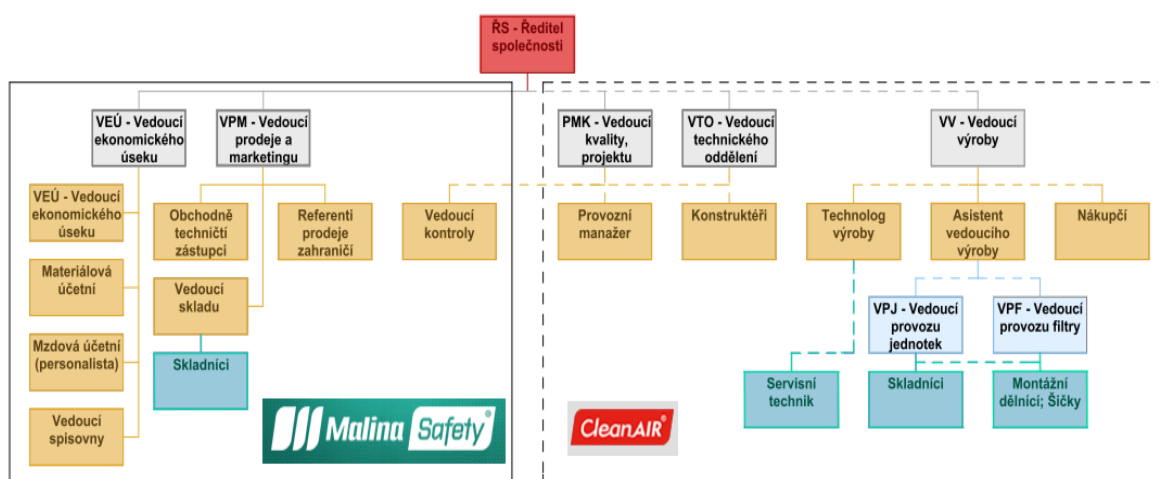 ŘS - Ředitel
společnosti
VEÚ - Vedoucí
ekonomického
úseku
VPM - Vedoucí
prodeje a
marketingu
PMK - Vedoucí
kvality,
projektu
VTO - Vedoucí
technického
oddělení
VV - Vedoucí
výroby
VEÚ - Vedoucí
ekonomického
úseku
Obchodně
techničtí
zástupci
Referenti
prodeje
zahraničí
Vedoucí
kontroly
Provozní
manažer
Konstruktéři
Technolog
výroby
Asistent
vedoucího
výroby
Nákupčí
Materiálová
účetní
Vedoucí
skladu
VPJ - Vedoucí
provozu
jednotek
VPF - Vedoucí
provozu filtry
Mzdová účetní
(personalista)
Skladníci
Servisní
technik
Skladníci
Montážní
dělníci; Šičky
Vedoucí
spisovny
Malina Safety®
CleanAIR®